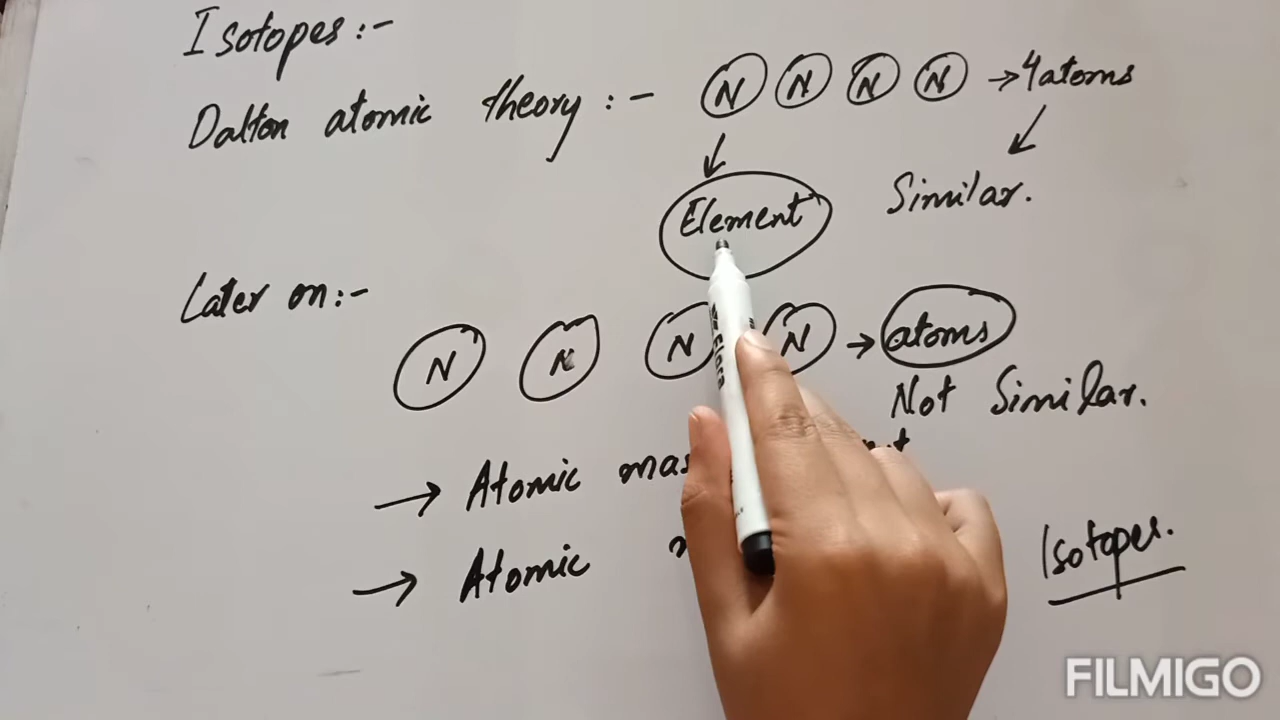 Isotopes:-
Dalton atomic theory:- N N N N → 4 atoms
Element Similar.
Later on:-
N N N N → atoms
Not Similar.
→ Atomic
→ Atomic
Isotopes.
FILMIGO